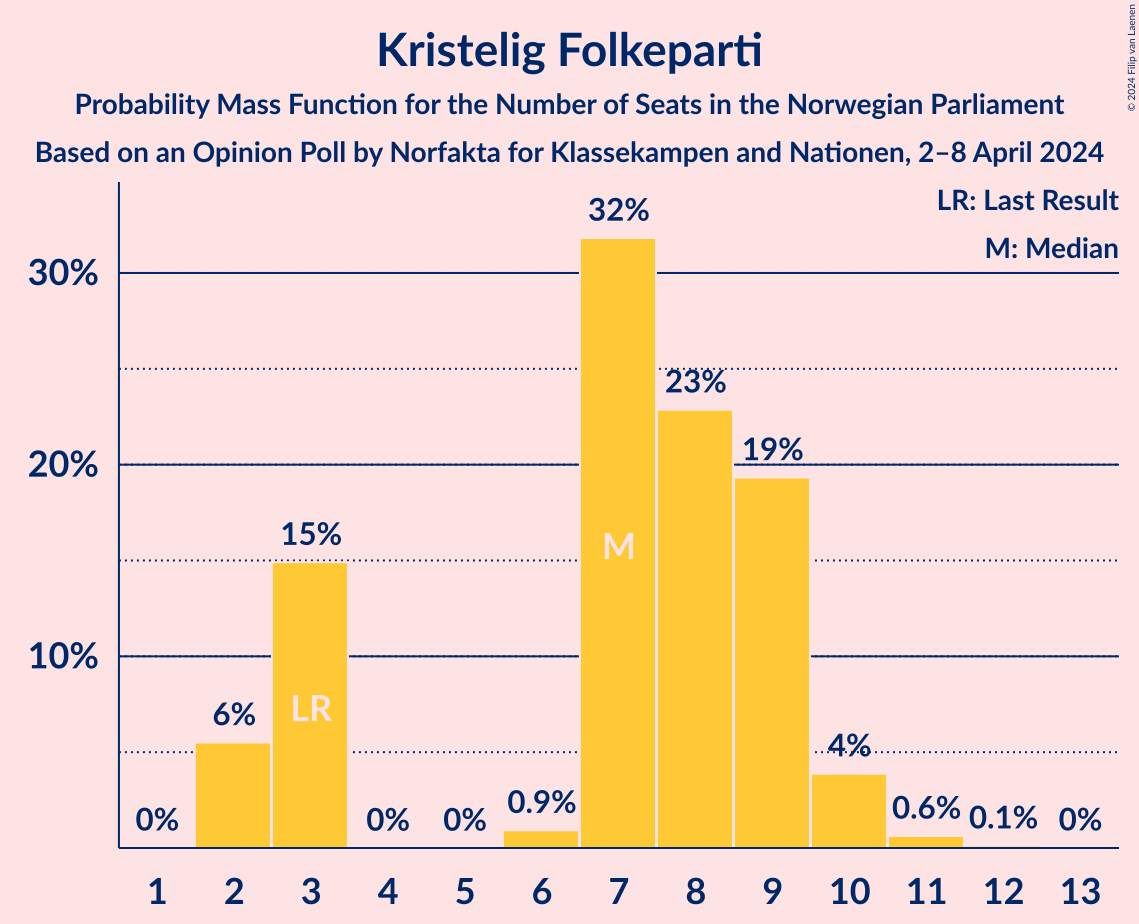 Kristelig Folkeparti
Probability Mass Function for the Number of Seats in the Norwegian Parliament
Based on an Opinion Poll by Norfakta for Klassekampen and Nationen, 2–8 April 2024
© 2024 Filip van Laenen
LR: Last Result
M: Median
32%
30%
23%
20%
19%
15%
M
10%
LR
6%
4%
0%
0%
0%
0.9%
0.6%
0.1%
0%
1 2 3 4 5 6 7 8 9 10 11 12 13